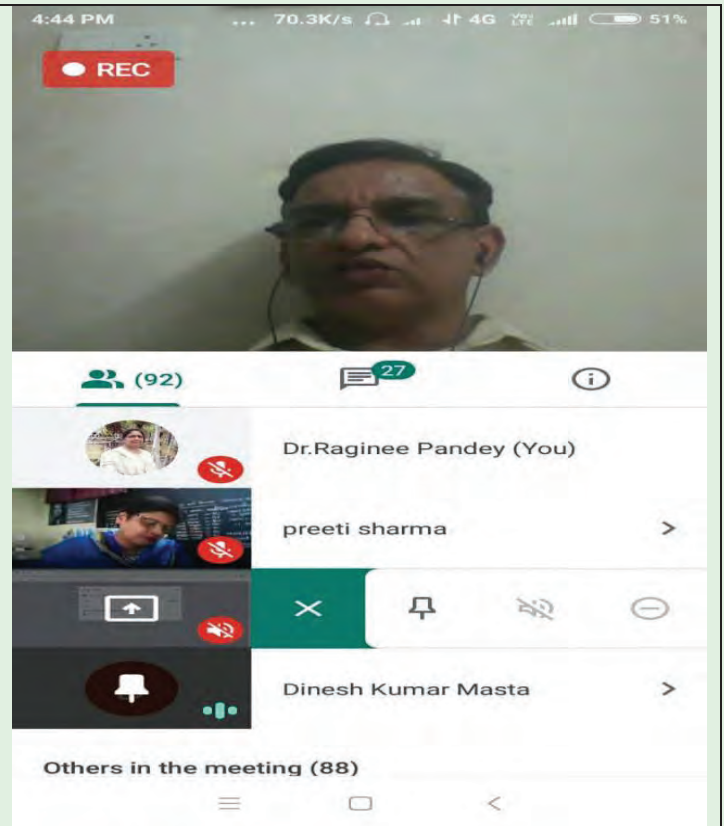 4:44 PM ... 70.3K/s 4G VoLTE 51%
REC
(92) 27
Dr.Raginee Pandey (You)
preeti sharma
Dinesh Kumar Masta
Others in the meeting (88)